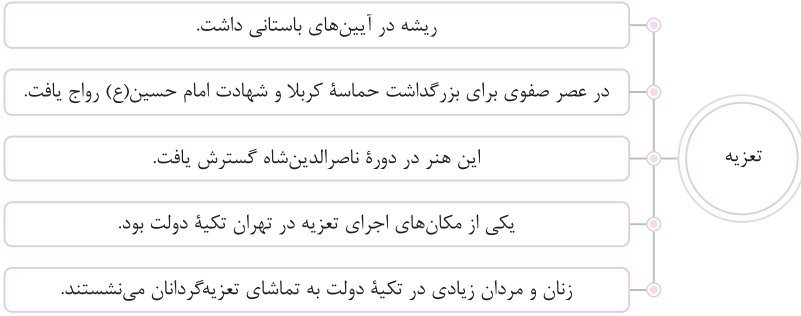 تعزیه
ریشه در آیین‌های باستانی داشت.
در عصر صفوی برای بزرگداشت حماسهٔ کربلا و شهادت امام حسین(ع) رواج یافت.
این هنر در دورهٔ ناصرالدین‌شاه گسترش یافت.
یکی از مکان‌های اجرای تعزیه در تهران تکیهٔ دولت بود.
زنان و مردان زیادی در تکیهٔ دولت به تماشای تعزیه‌گردانان می‌نشستند.